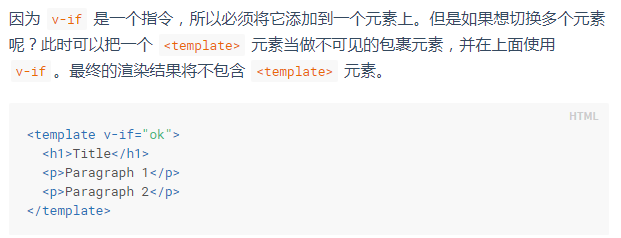 因为 v-if 是一个指令，所以必须将它添加到一个元素上。但是如果想切换多个元素
呢？此时可以把一个 <template> 元素当做不可见的包裹元素，并在上面使用
v-if。最终的渲染结果将不包含 <template> 元素。
HTML
<template v-if="ok">
  <h1>Title</h1>
  <p>Paragraph 1</p>
  <p>Paragraph 2</p>
</template>